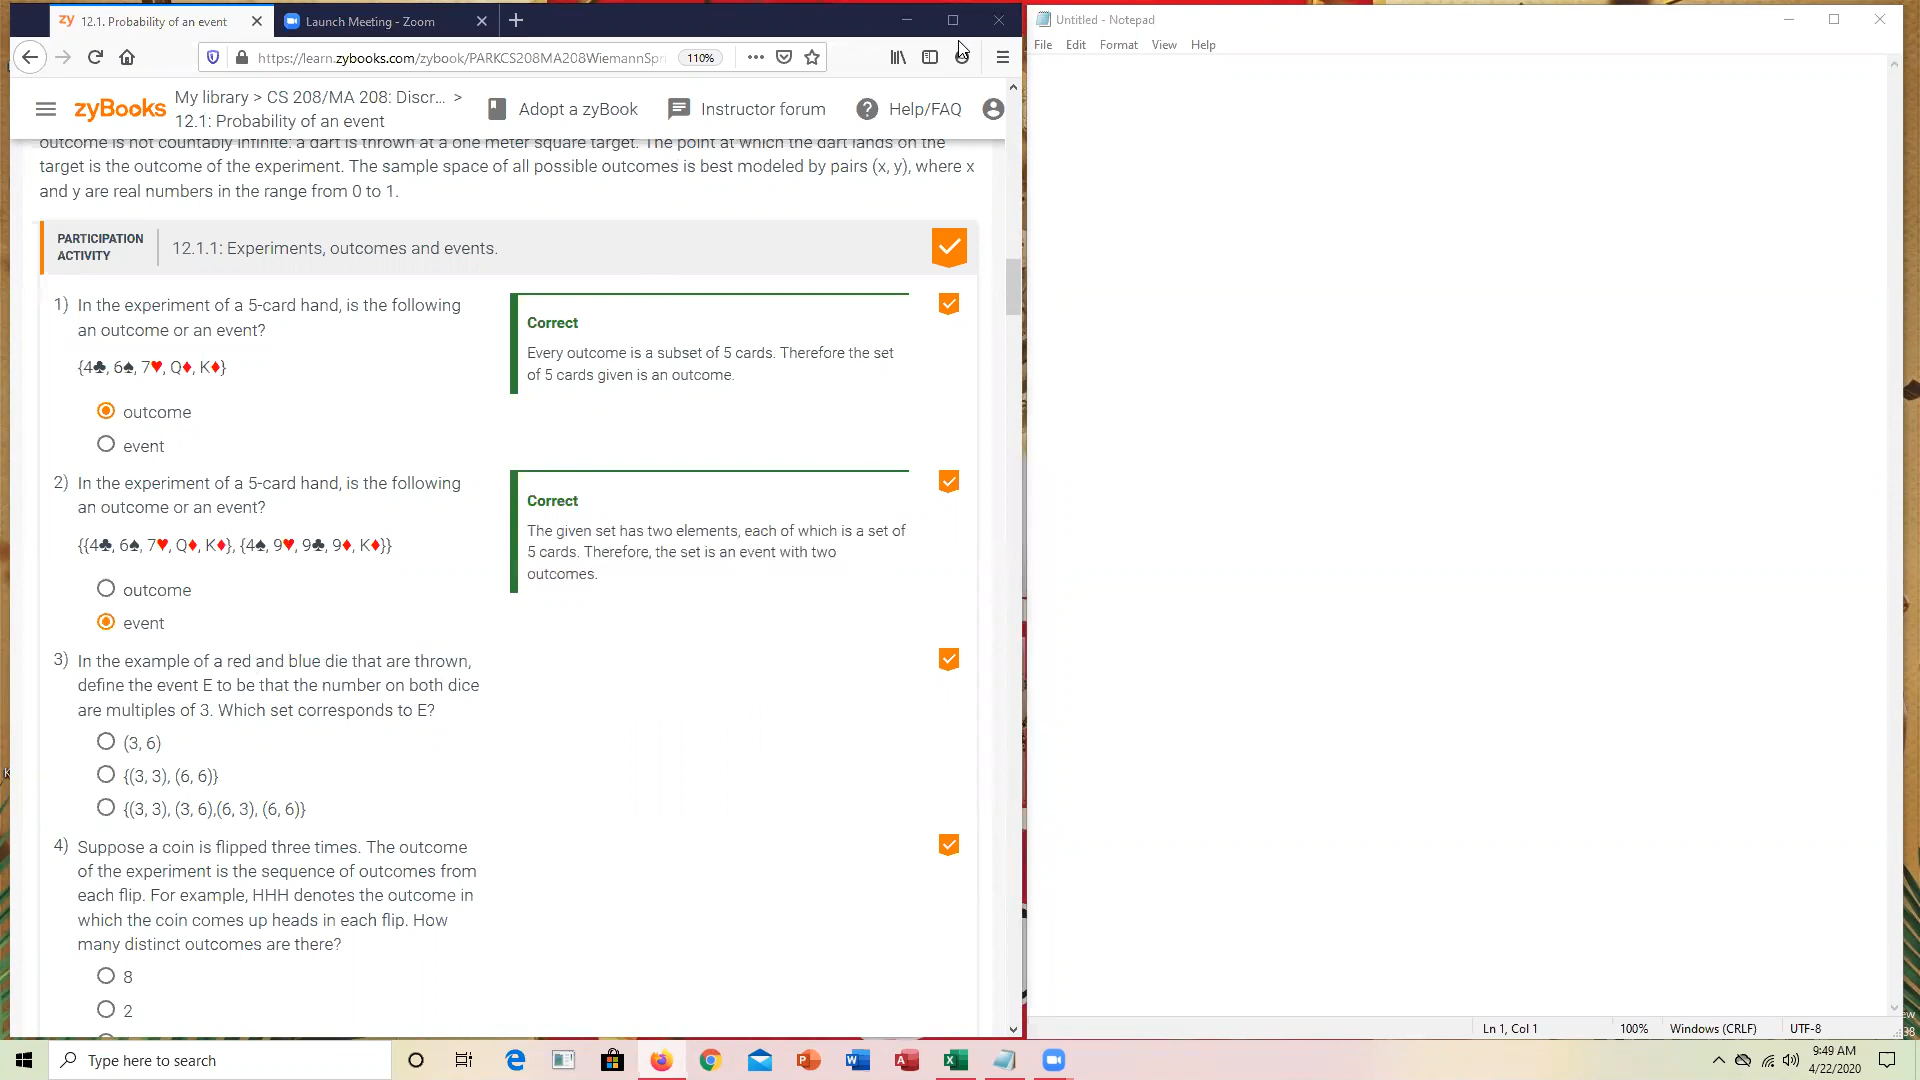 12.1. Probability of an event
Launch Meeting - Zoom
Untitled - Notepad
File Edit Format View Help
https://learn.zybooks.com/zybook/PARKCS208MA208WiemannSpr
110%
zyBooks
My library > CS 208/MA 208: Discr... >
12.1: Probability of an event
Adopt a zyBook
Instructor forum
Help/FAQ
outcome is not countably infinite: a dart is thrown at a one meter square target. The point at which the dart lands on the
target is the outcome of the experiment. The sample space of all possible outcomes is best modeled by pairs (x, y), where x
and y are real numbers in the range from 0 to 1.
PARTICIPATION
ACTIVITY
12.1.1: Experiments, outcomes and events.
1) In the experiment of a 5-card hand, is the following
an outcome or an event?
{4♣, 6♠, 7♥, Q♦, K♦}
outcome
event
Correct
Every outcome is a subset of 5 cards. Therefore the set
of 5 cards given is an outcome.
2) In the experiment of a 5-card hand, is the following
an outcome or an event?
{{4♣, 6♠, 7♥, Q♦, K♦}, {4♠, 9♥, 9♣, 9♦, K♦}}
outcome
event
Correct
The given set has two elements, each of which is a set of
5 cards. Therefore, the set is an event with two
outcomes.
3) In the example of a red and blue die that are thrown,
define the event E to be that the number on both dice
are multiples of 3. Which set corresponds to E?
(3, 6)
{(3, 3), (6, 6)}
{(3, 3), (3, 6),(6, 3), (6, 6)}
4) Suppose a coin is flipped three times. The outcome
of the experiment is the sequence of outcomes from
each flip. For example, HHH denotes the outcome in
which the coin comes up heads in each flip. How
many distinct outcomes are there?
8
2
Ln 1, Col 1
100%
Windows (CRLF)
UTF-8
Type here to search
9:49 AM
4/22/2020